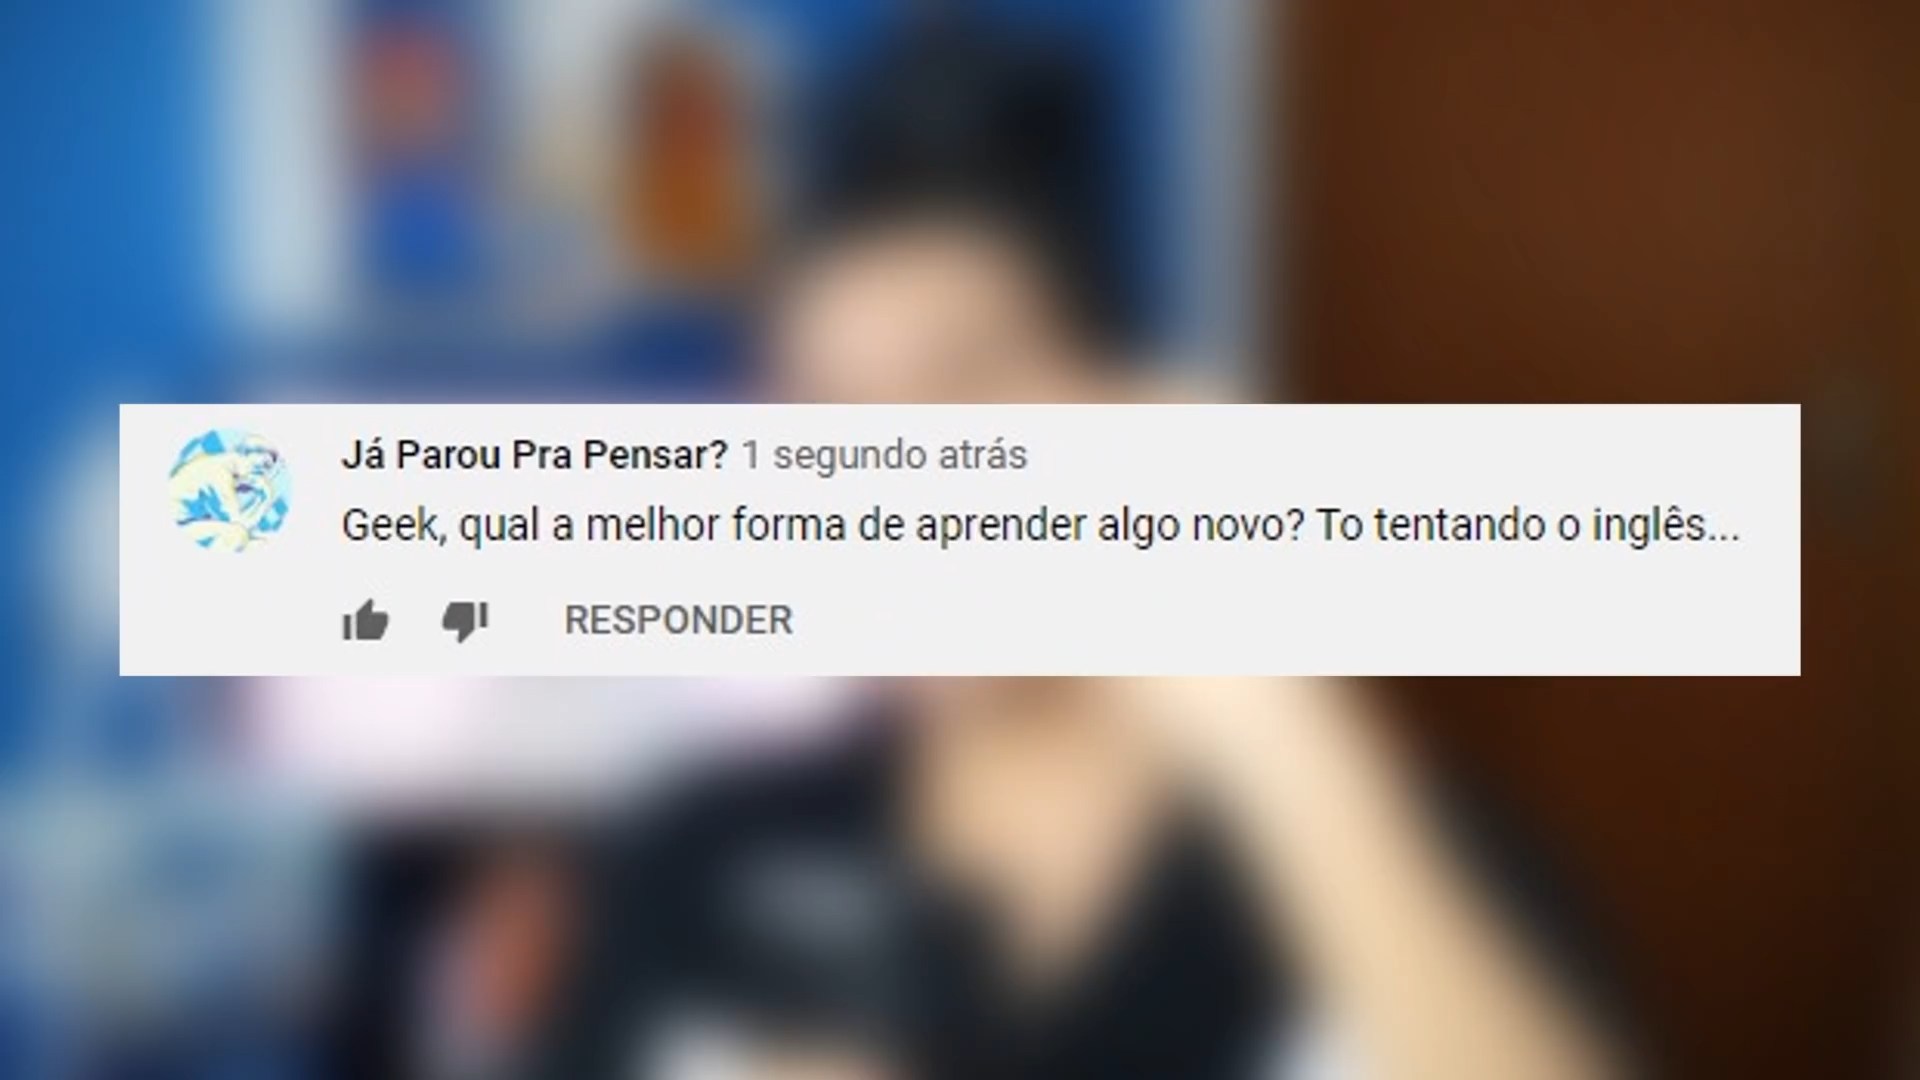 Já Parou Pra Pensar? 1 segundo atrás
Geek, qual a melhor forma de aprender algo novo? To tentando o inglês...
RESPONDER